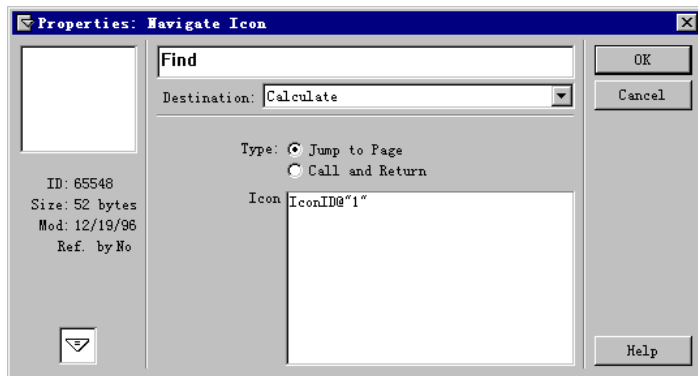 Properties: Navigate Icon
Find
OK
Destination: Calculate
Cancel
Type: Jump to Page
Call and Return
ID: 65548
Size: 52 bytes
Mod: 12/19/96
Ref. by No
Icon IconID@"1"
Help